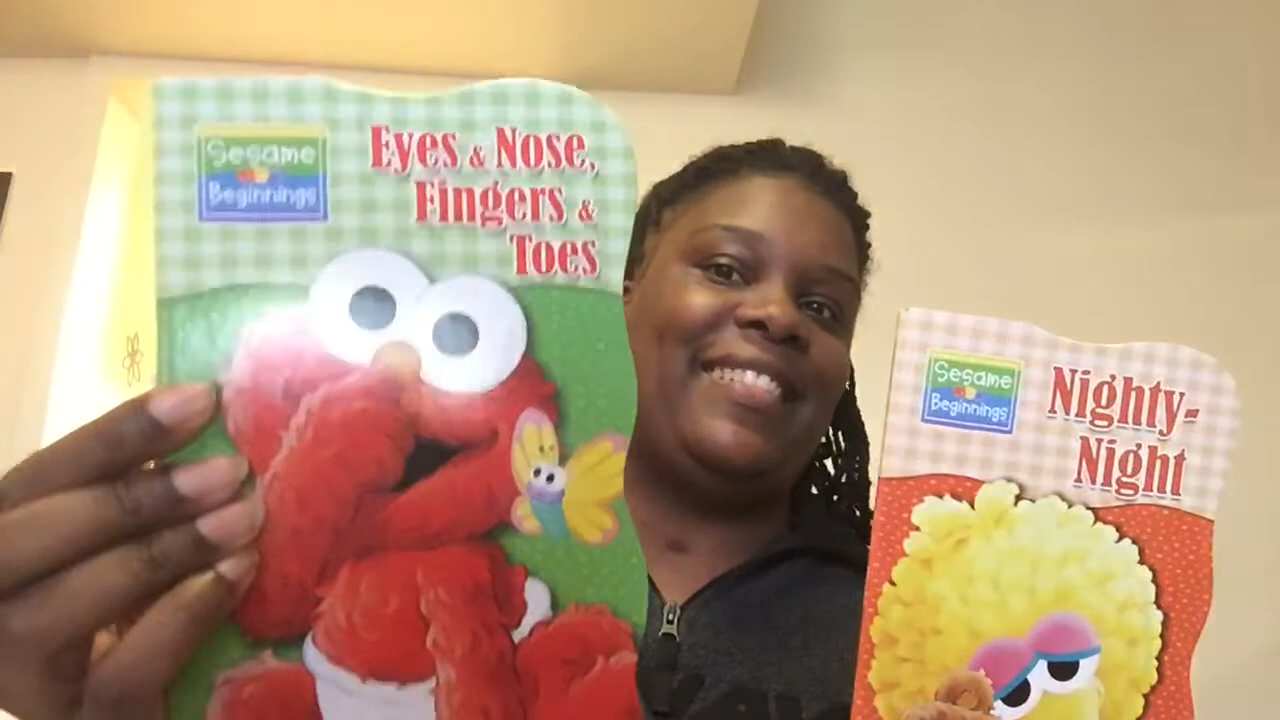 Sesame
Beginnings
Eyes & Nose,
Fingers &
Toes
Sesame
Beginnings
Nighty-
Night